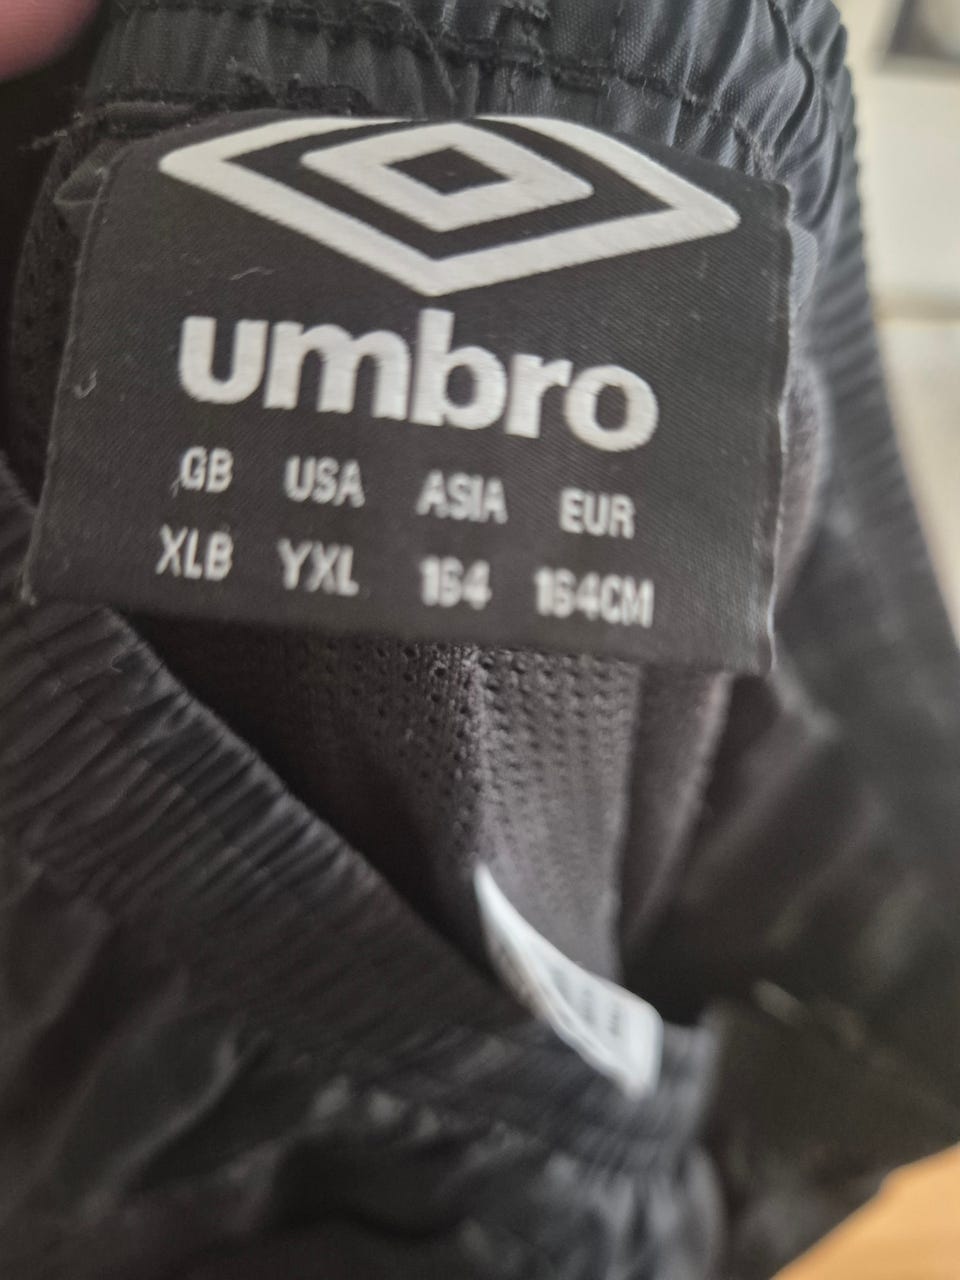 umbro
GB USA ASIA EUR
XLB YXL 164 164CM